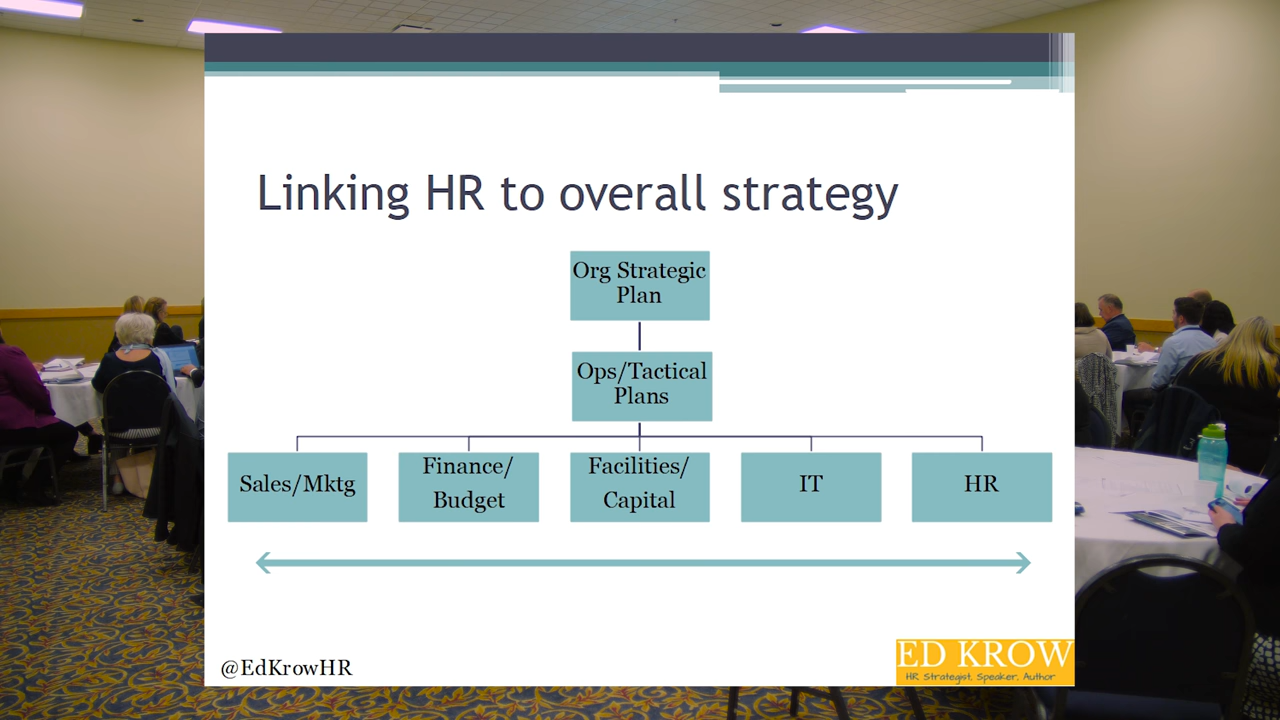 Linking HR to overall strategy
Org Strategic
Plan
Ops/Tactical
Plans
Sales/Mktg
Finance/
Budget
Facilities/
Capital
IT
HR
@EdKrowHR
ED KROW
HR Strategist, Speaker, Author